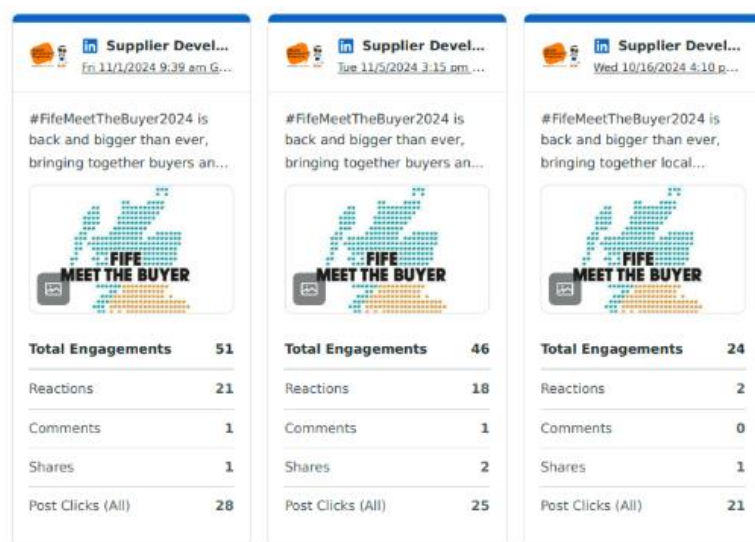 Supplier Devel...
Fri 11/1/2024 9:39 am G...
#FifeMeetTheBuyer2024 is
back and bigger than ever,
bringing together buyers an...
FIFE
MEET THE BUYER
Total Engagements 51
Reactions 21
Comments 1
Shares 1
Post Clicks (All) 28
Supplier Devel...
Tue 11/5/2024 3:15 pm ...
#FifeMeetTheBuyer2024 is
back and bigger than ever,
bringing together buyers an...
FIFE
MEET THE BUYER
Total Engagements 46
Reactions 18
Comments 1
Shares 2
Post Clicks (All) 25
Supplier Devel...
Wed 10/16/2024 4:10 p...
#FifeMeetTheBuyer2024 is
back and bigger than ever,
bringing together local...
FIFE
MEET THE BUYER
Total Engagements 24
Reactions 2
Comments 0
Shares 1
Post Clicks (All) 21